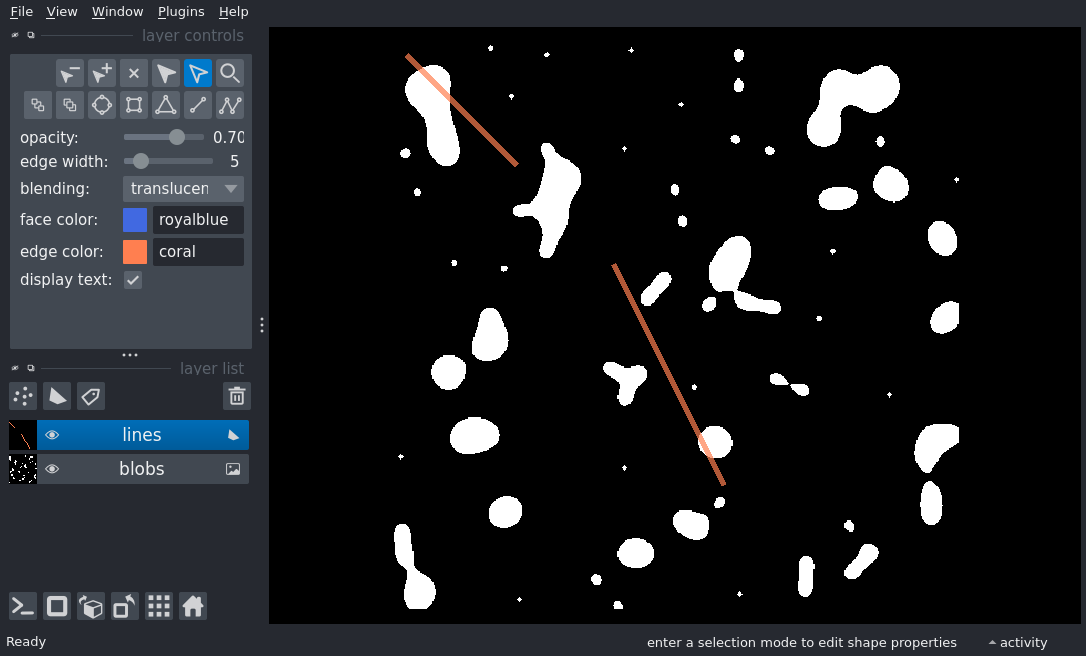 File View Window Plugins Help
layer controls
opacity: 0.70
edge width: 5
blending: translucen
face color: royalblue
edge color: coral
display text:
layer list
lines
blobs
Ready
enter a selection mode to edit shape properties
activity